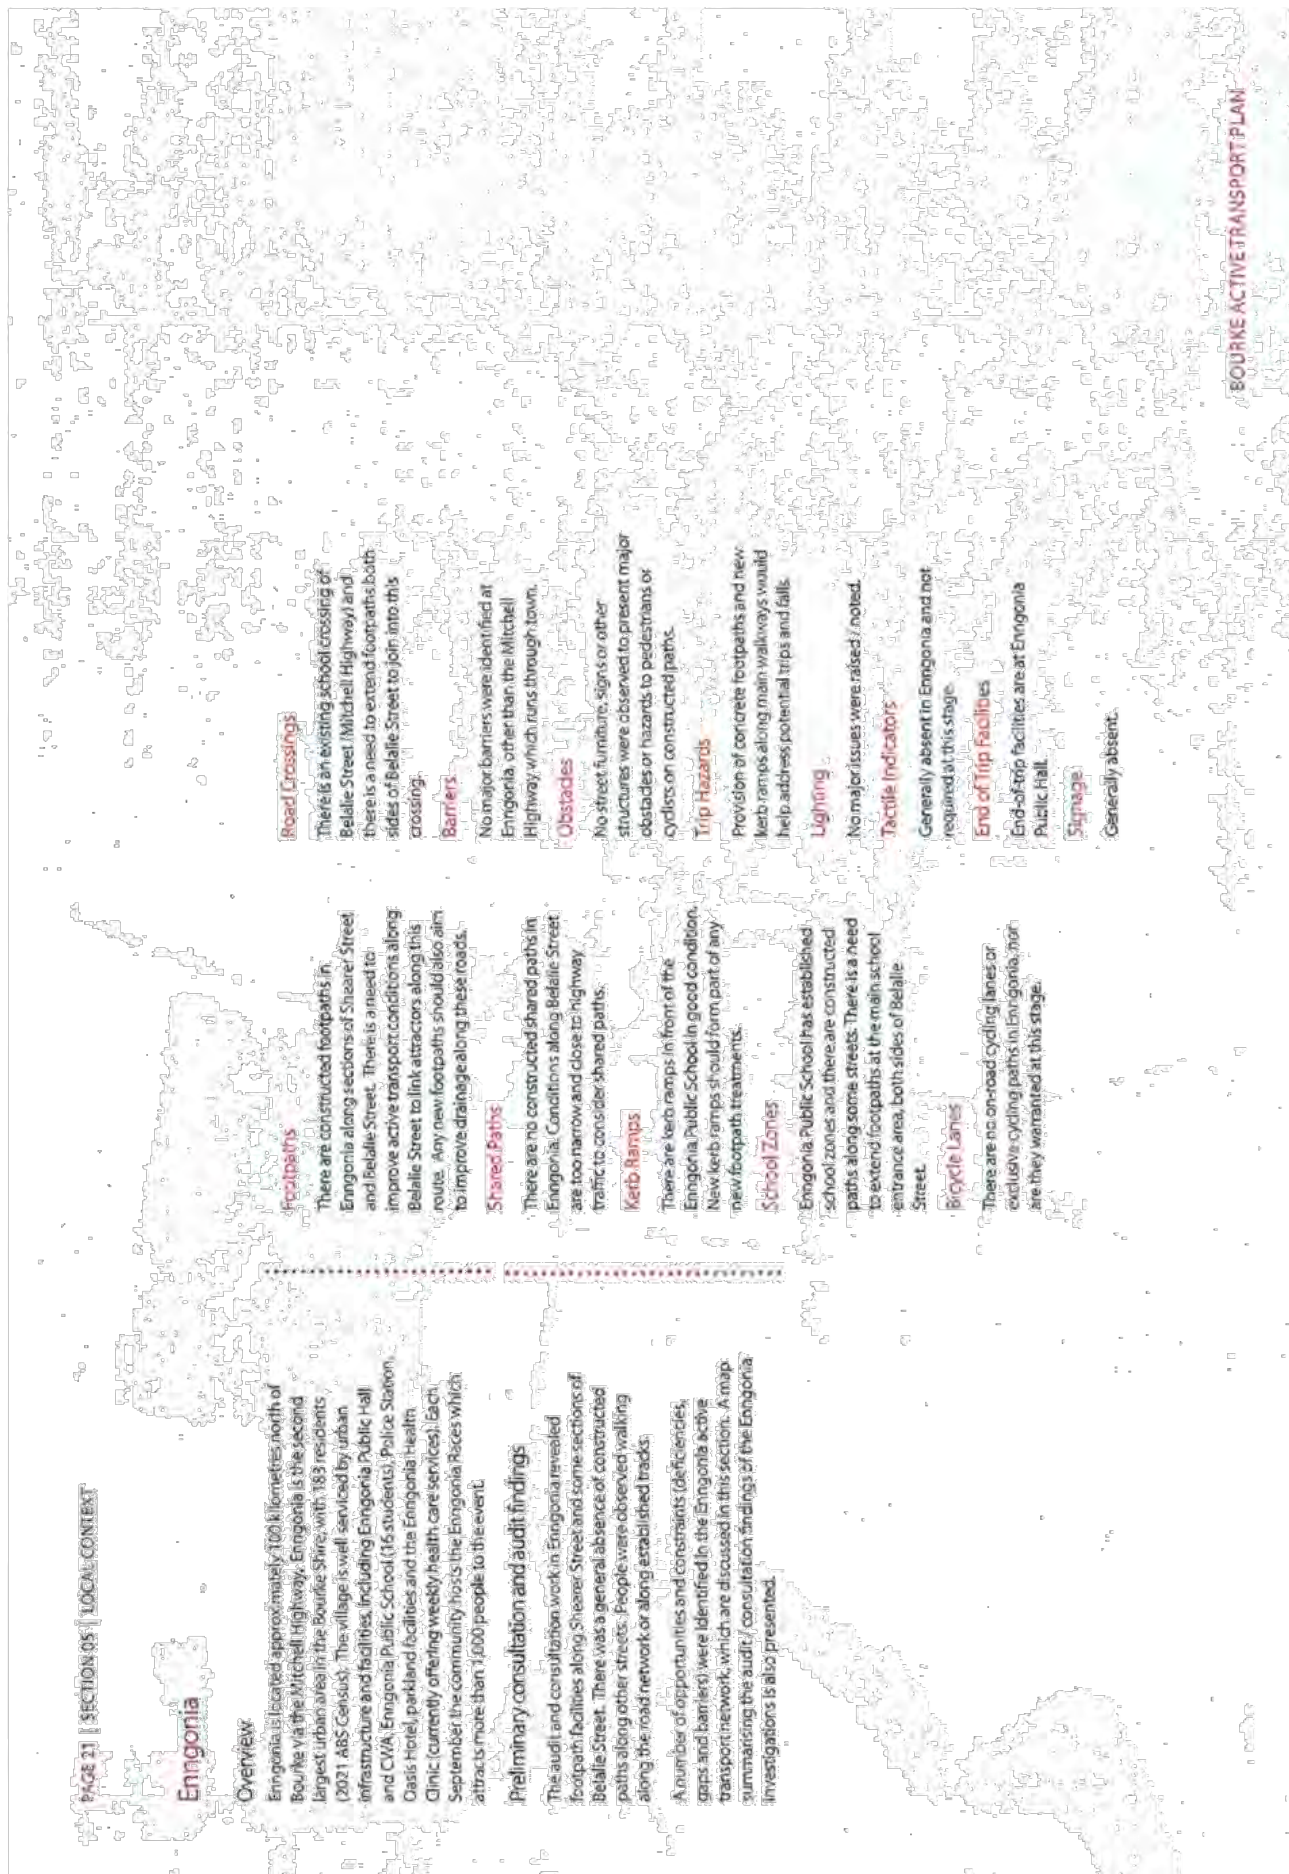 PAGE 21 | SECTION 05 | LOCAL CONTEXT
Enngonia
Overview
Enngonia is located approximately 100 kilometres north of
Bourke via the Mitchell Highway. Enngonia is the second
largest urban area in the Bourke Shire, with 183 residents
(2021 ABS Census). The village is well serviced by urban
infrastructure and facilities, including Enngonia Public Hall
and CWA, Enngonia Public School (16 students), Police Station,
Oasis Hotel, parkland facilities and the Enngonia Health
Clinic (currently offering weekly health care services). Each
September the community hosts the Enngonia Races which
attracts more than 1,000 people to the event.
Preliminary consultation and audit findings
The audit and consultation work in Enngonia revealed
footpath facilities along Shearer Street and some sections of
Belalie Street. There was a general absence of constructed
paths along other streets. People were observed walking
along the road network or along established tracks.
A number of opportunities and constraints (deficiencies,
gaps and barriers) were identified in the Enngonia active
transport network, which are discussed in this section. A map
summarising the audit / consultation findings of the Enngonia
investigations is also presented.
Footpaths
There are constructed footpaths in
Enngonia along sections of Shearer Street
and Belalie Street. There is a need to
improve active transport conditions along
Belalie Street to link attractors along this
route. Any new footpaths should also aim
to improve drainage along these roads.
Shared Paths
There are no constructed shared paths in
Enngonia. Conditions along Belalie Street
are too narrow and close to highway
traffic to consider shared paths.
Kerb Ramps
There are kerb ramps in front of the
Enngonia Public School in good condition.
New kerb ramps should form part of any
new footpath treatments.
School Zones
Enngonia Public School has established
school zones and there are constructed
paths along some streets. There is a need
to extend footpaths at the main school
entrance area, both sides of Belalie
Street.
Bicycle Lanes
There are no on-road cycling lanes or
exclusive cycling paths in Enngonia, nor
are they warranted at this stage.
Road Crossings
There is an existing school crossing of
Belalie Street (Mitchell Highway) and
there is a need to extend footpaths both
sides of Belalie Street to join into this
crossing.
Barriers
No major barriers were identified at
Enngonia, other than the Mitchell
Highway which runs through town.
Obstacles
No street furniture, signs or other
structures were observed to present major
obstacles or hazards to pedestrians or
cyclists on constructed paths.
Trip Hazards
Provision of concrete footpaths and new
kerb ramps along main walkways would
help address potential trips and falls.
Lighting
No major issues were raised / noted.
Tactile Indicators
Generally absent in Enngonia and not
required at this stage.
End of Trip Facilities
End-of-trip facilities are at Enngonia
Public Hall.
Signage
Generally absent.
BOURKE ACTIVE TRANSPORT PLAN